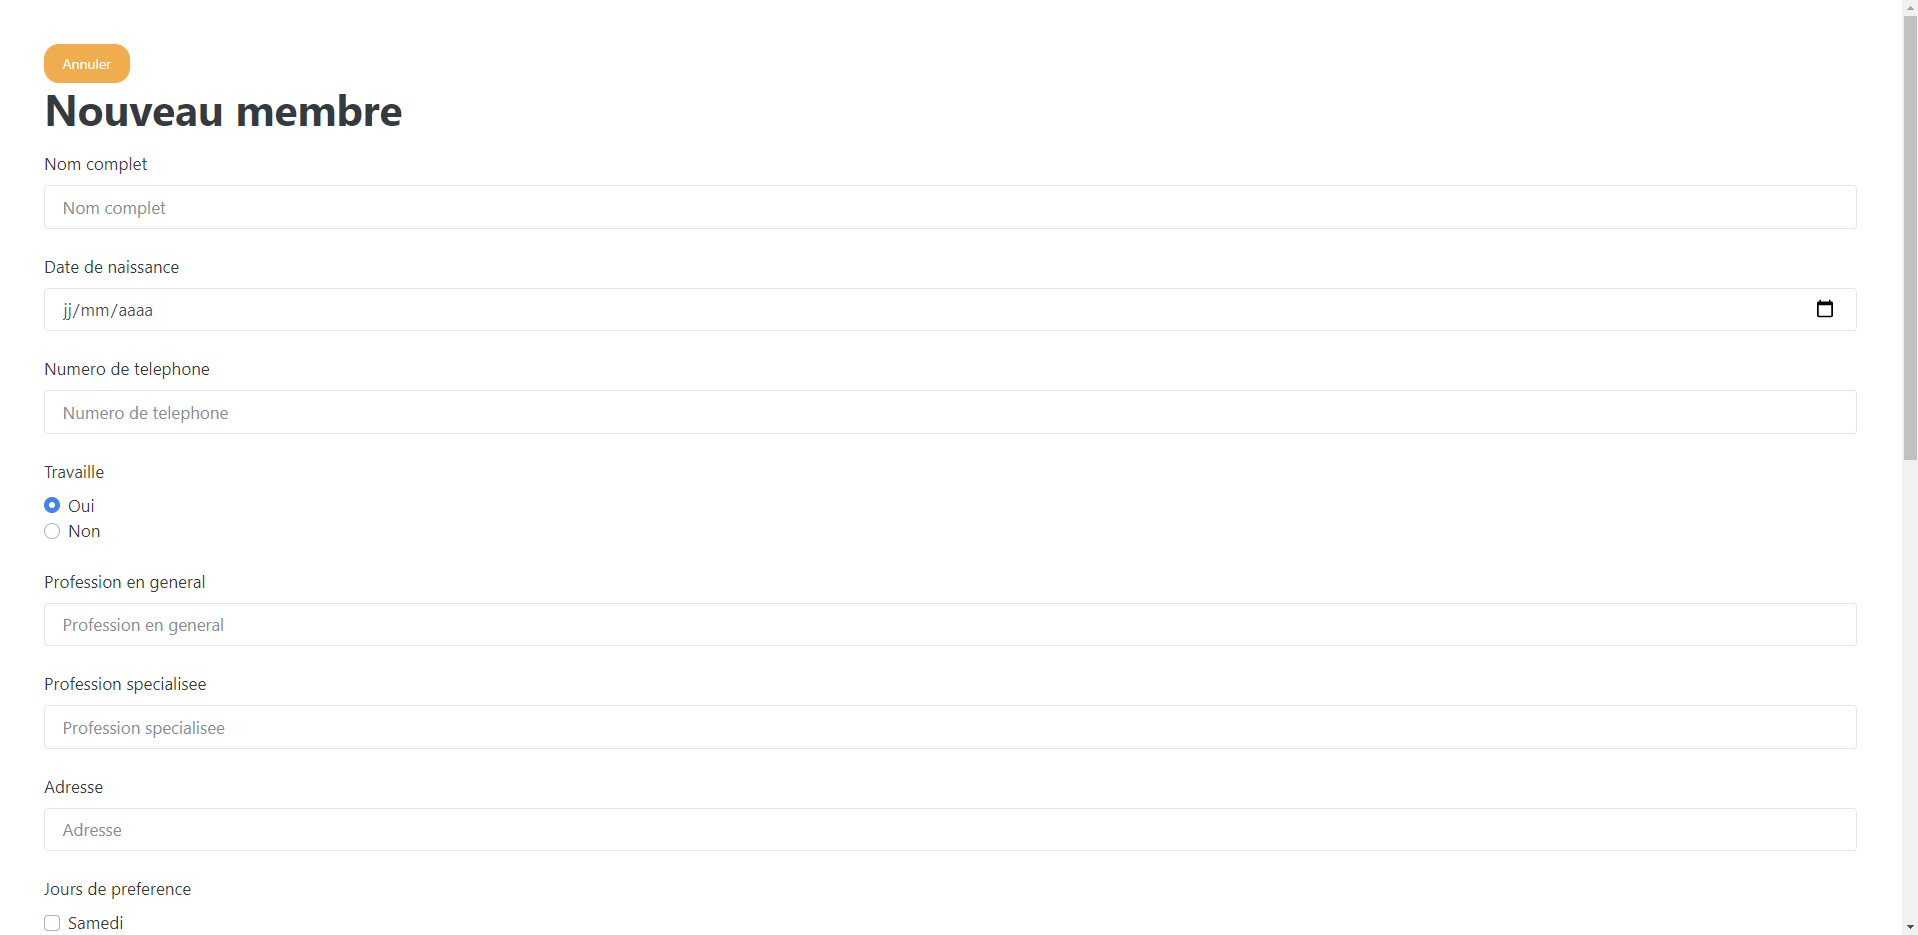 Annuler
Nouveau membre
Nom complet
Nom complet
Date de naissance
jj/mm/aaaa
Numero de telephone
Numero de telephone
Travaille
Oui
Non
Profession en general
Profession en general
Profession specialisee
Profession specialisee
Adresse
Adresse
Jours de preference
Samedi